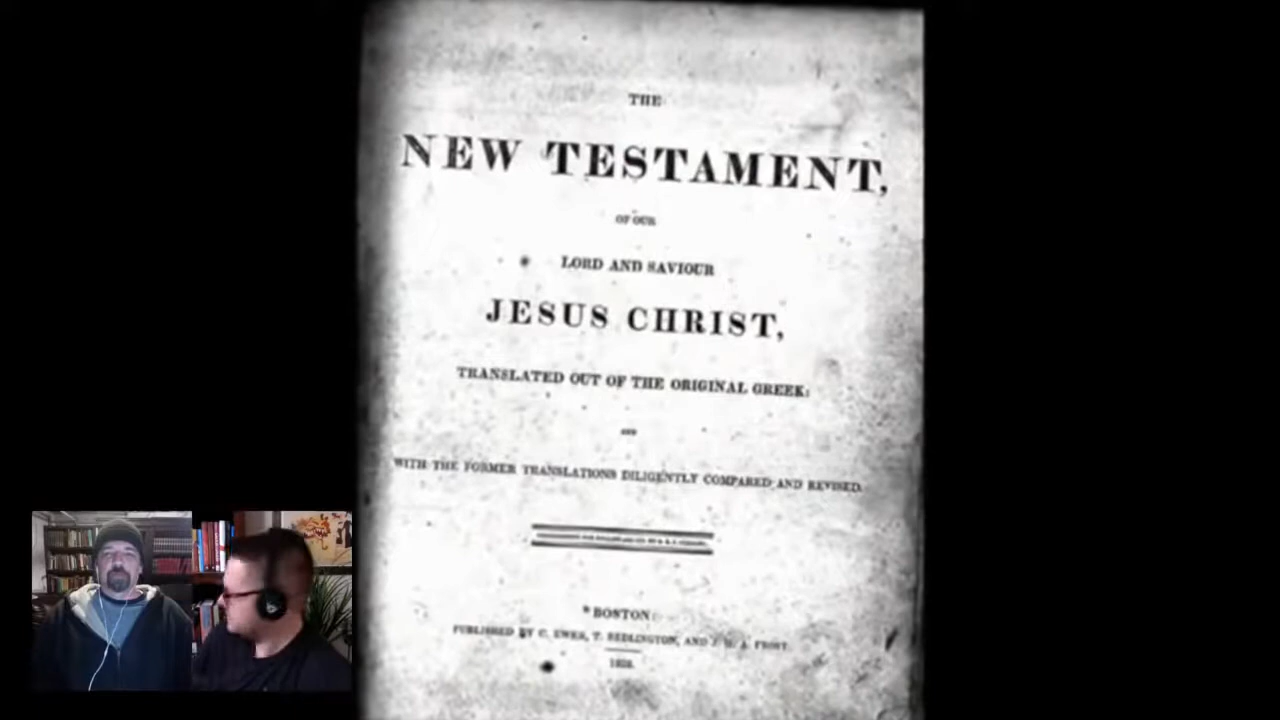 THE
NEW TESTAMENT,
OF OUR
LORD AND SAVIOUR
JESUS CHRIST,
TRANSLATED OUT OF THE ORIGINAL GREEK:
AND
WITH THE FORMER TRANSLATIONS DILIGENTLY COMPARED AND REVISED.
BOSTON:
PUBLISHED BY C. EWER, T. BEDLINGTON, AND J. H. A. FROST